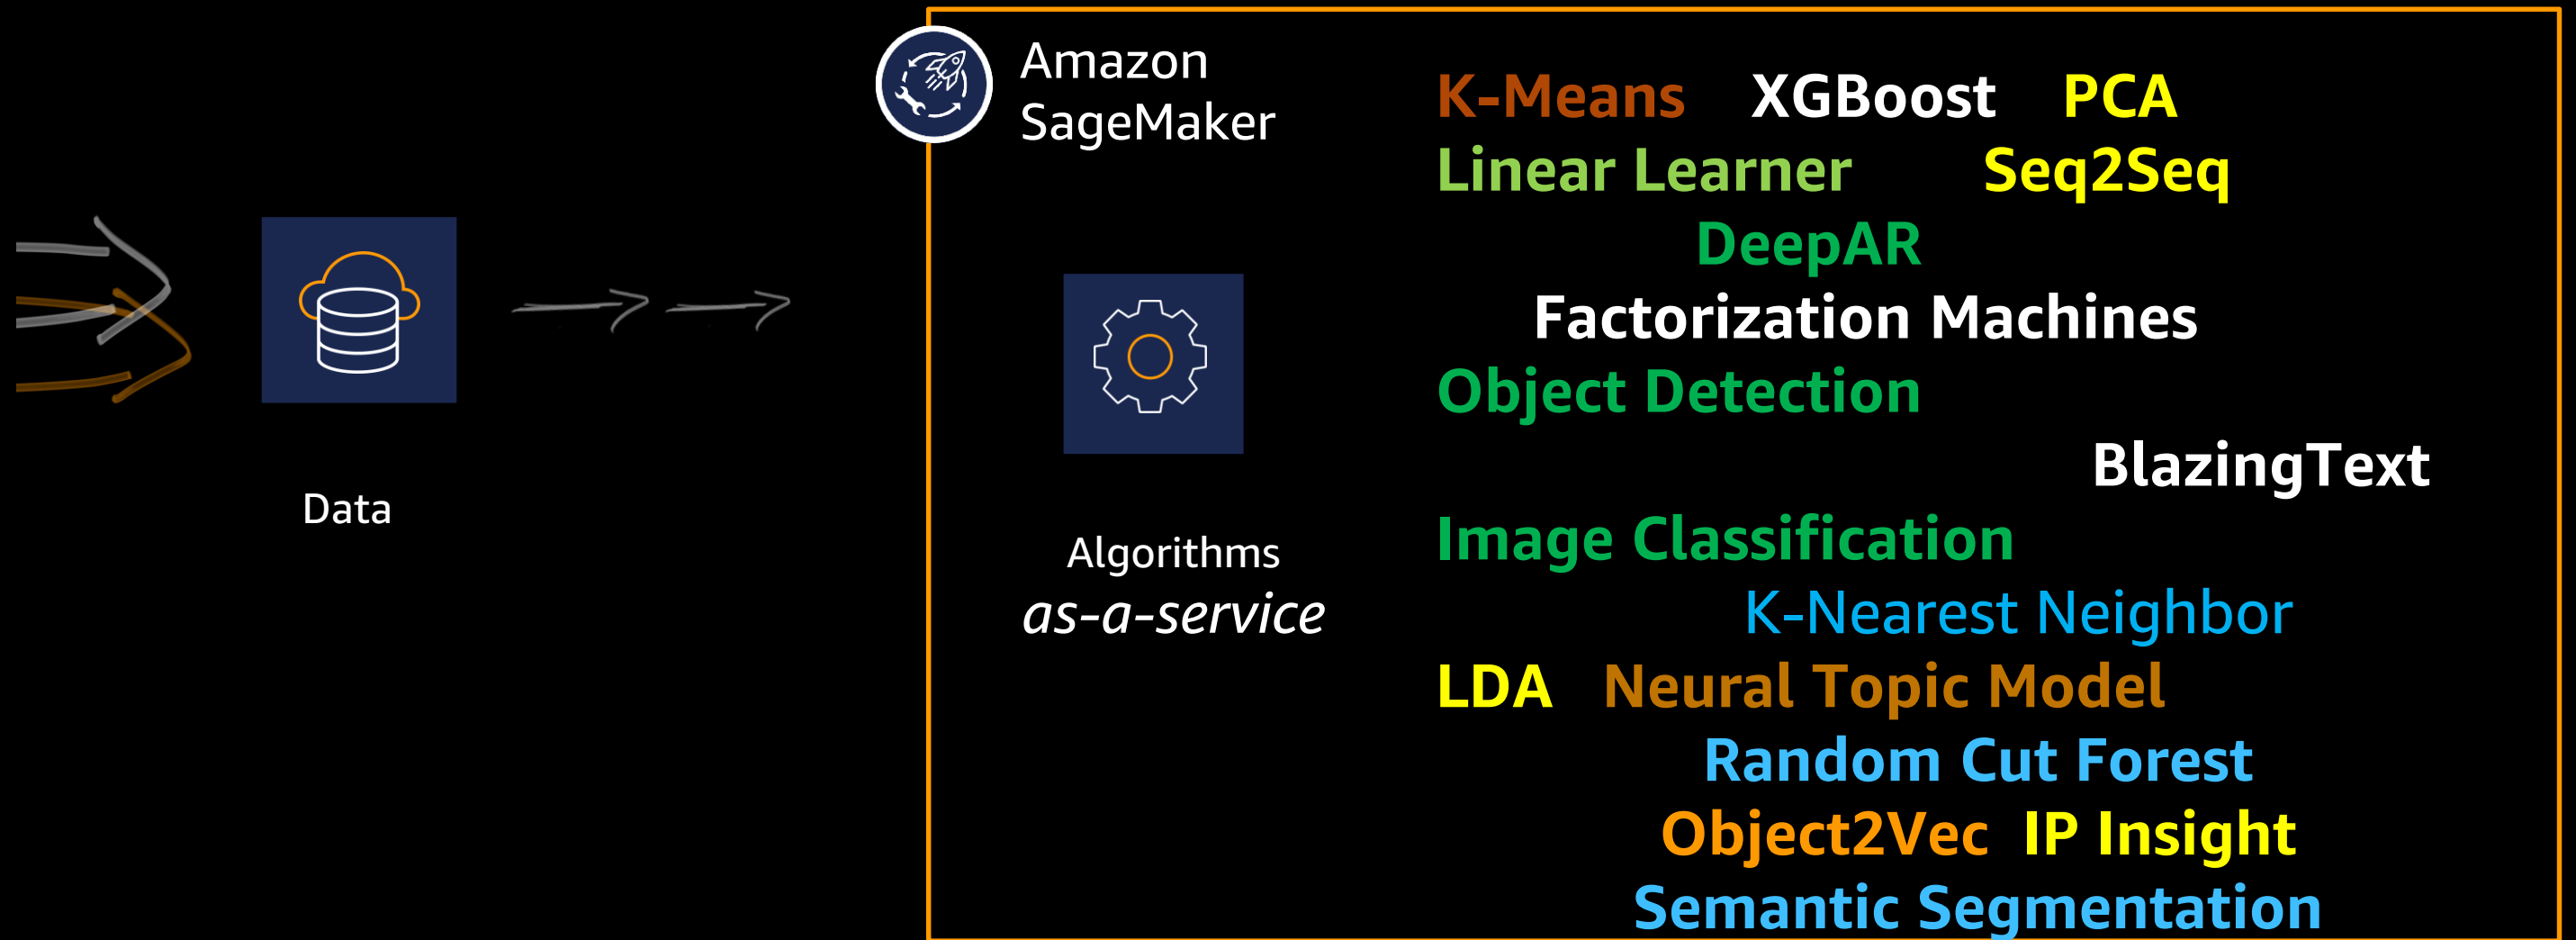 Data
Amazon
SageMaker
Algorithms
as-a-service
K-Means XGBoost PCA
Linear Learner Seq2Seq
DeepAR
Factorization Machines
Object Detection
BlazingText
Image Classification
K-Nearest Neighbor
LDA Neural Topic Model
Random Cut Forest
Object2Vec IP Insight
Semantic Segmentation